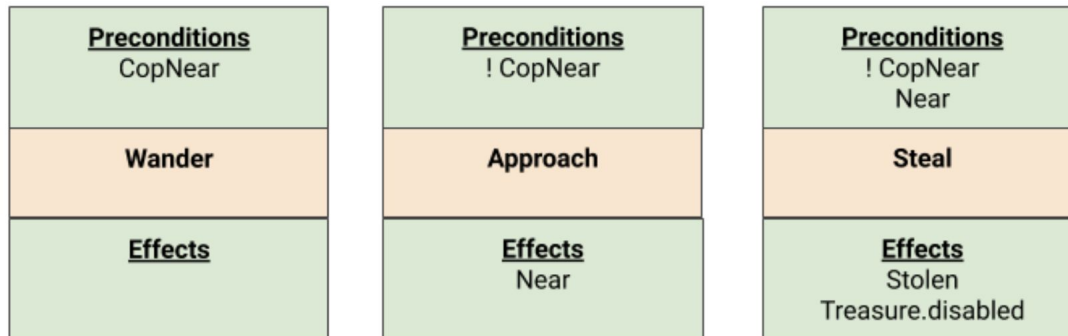 Preconditions
CopNear
Wander
Effects
Preconditions
! CopNear
Approach
Effects
Near
Preconditions
! CopNear
Near
Steal
Effects
Stolen
Treasure.disabled